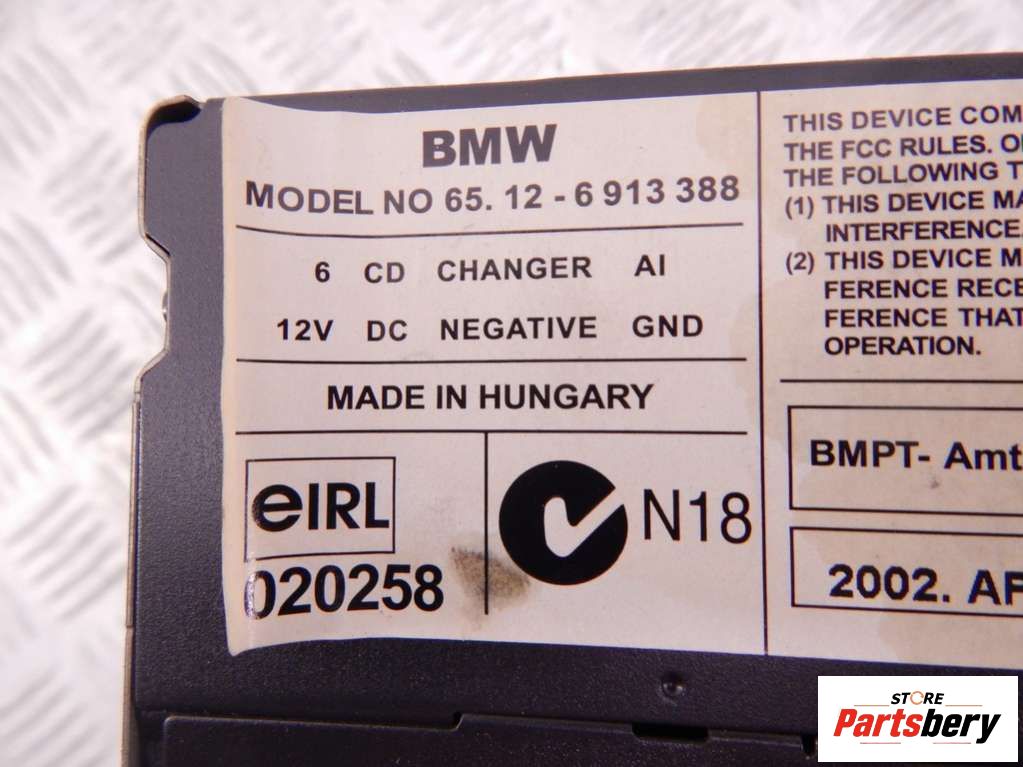 BMW
MODEL NO 65. 12 - 6 913 388
6 CD CHANGER AI
12V DC NEGATIVE GND
MADE IN HUNGARY
eIRL
020258
N18
THIS DEVICE COM
THE FCC RULES. O
THE FOLLOWING T
(1) THIS DEVICE MA
INTERFERENCE
(2) THIS DEVICE M
FERENCE RECE
FERENCE THAT
OPERATION.
BMPT- Amt
2002. AF
STORE
Partsbery